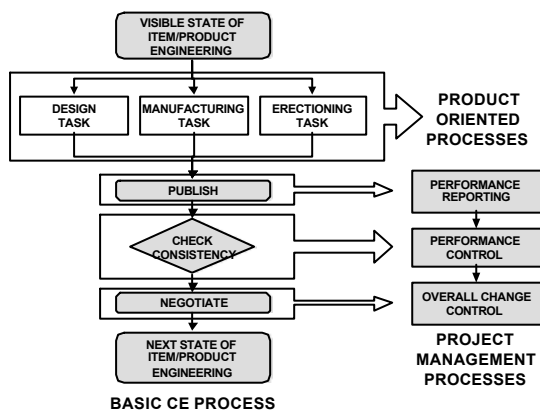 VISIBLE STATE OF
ITEM/PRODUCT
ENGINEERING
DESIGN
TASK
MANUFACTURING
TASK
ERECTIONING
TASK
PRODUCT
ORIENTED
PROCESSES
PUBLISH
PERFORMANCE
REPORTING
CHECK
CONSISTENCY
PERFORMANCE
CONTROL
NEGOTIATE
OVERALL CHANGE
CONTROL
NEXT STATE OF
ITEM/PRODUCT
ENGINEERING
PROJECT
MANAGEMENT
PROCESSES
BASIC CE PROCESS